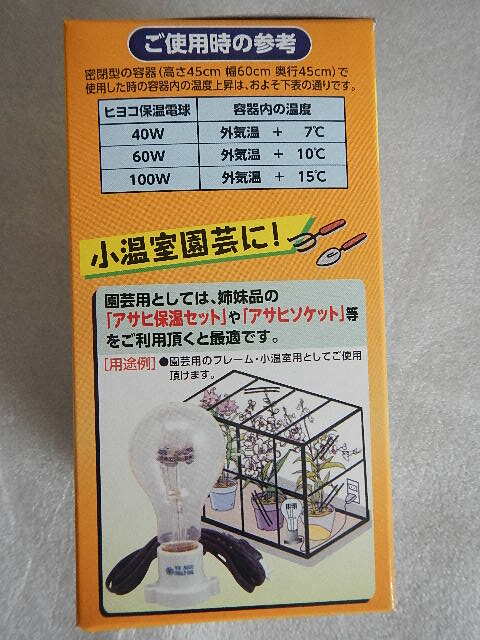 ご使用時の参考
密閉型の容器(高さ45cm 幅60cm 奥行45cm)で
使用した時の容器内の温度上昇は、およそ下表の通りです。
ヒヨコ保温電球 容器内の温度
40W 外気温 + 7℃
60W 外気温 + 10℃
100W 外気温 + 15℃
小温室園芸に!
園芸用としては、姉妹品の
「アサヒ保温セット」や「アサヒソケット」等
をご利用頂くと最適です。
[用途例] ●園芸用のフレーム・小温室用としてご使用
頂けます。